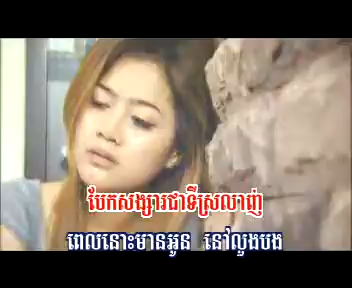 បែកសង្សារជាទីស្រលាញ់
ពេលនោះមានអូន នៅល្អងបង